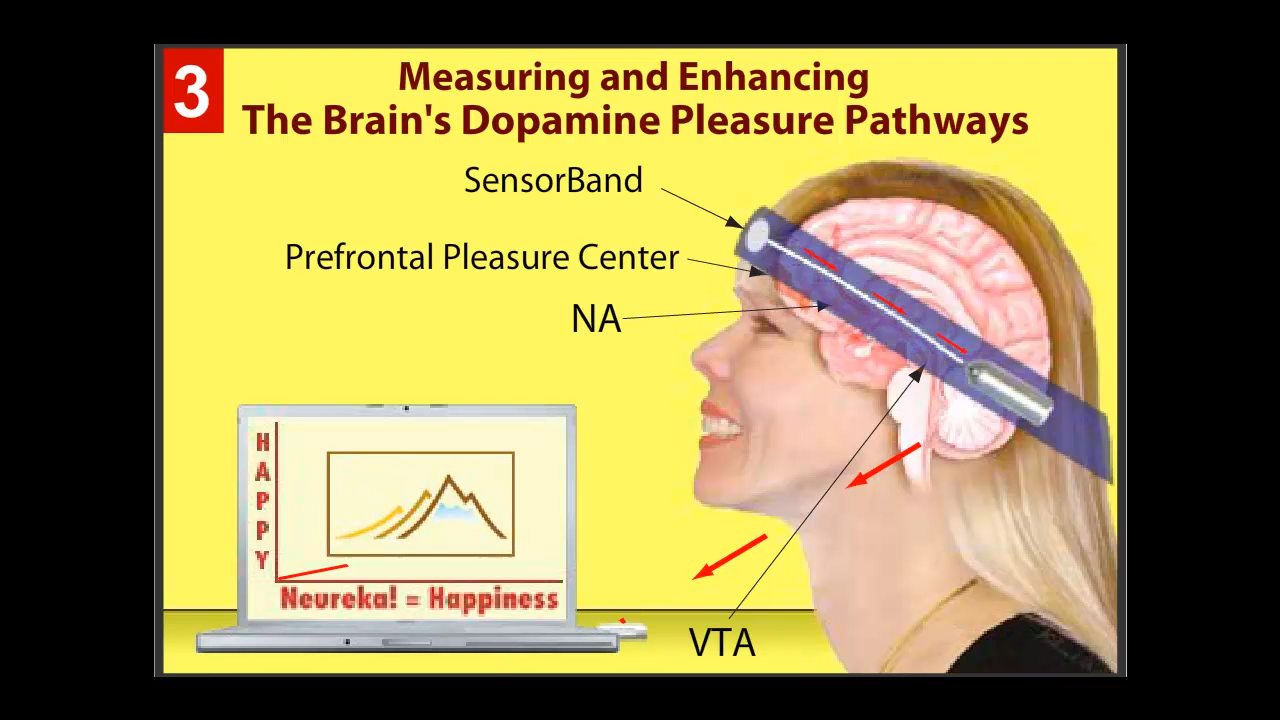 3
Measuring and Enhancing
The Brain's Dopamine Pleasure Pathways
SensorBand
Prefrontal Pleasure Center
NA
HAPPY
Neureka! = Happiness
VTA